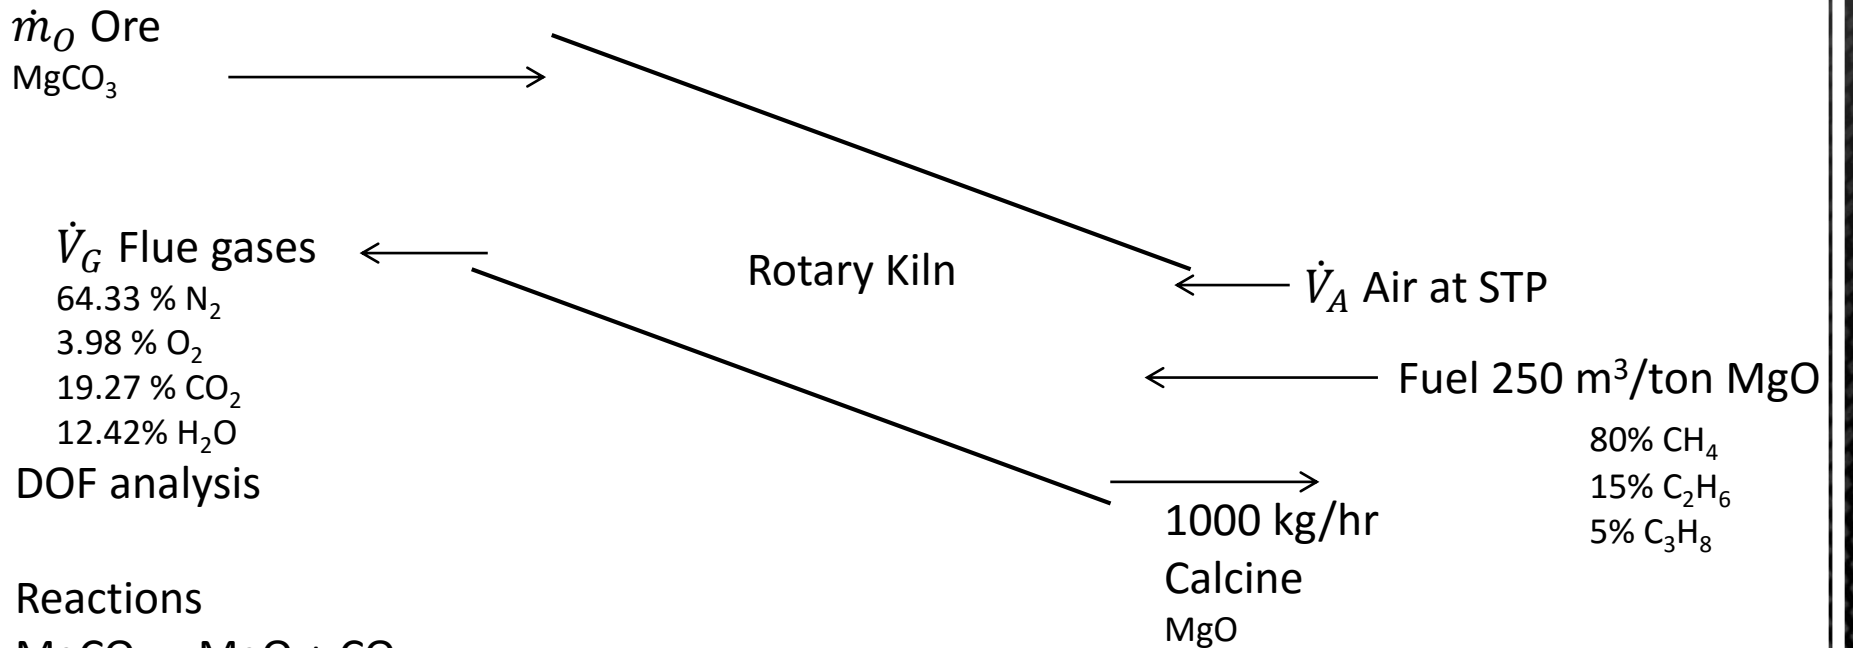 ṁ_O Ore
MgCO₃
V̇_G Flue gases
64.33 % N₂
3.98 % O₂
19.27 % CO₂
12.42% H₂O
Rotary Kiln
V̇_A Air at STP
Fuel 250 m³/ton MgO
80% CH₄
15% C₂H₆
5% C₃H₈
DOF analysis
1000 kg/hr
Calcine
MgO
Reactions